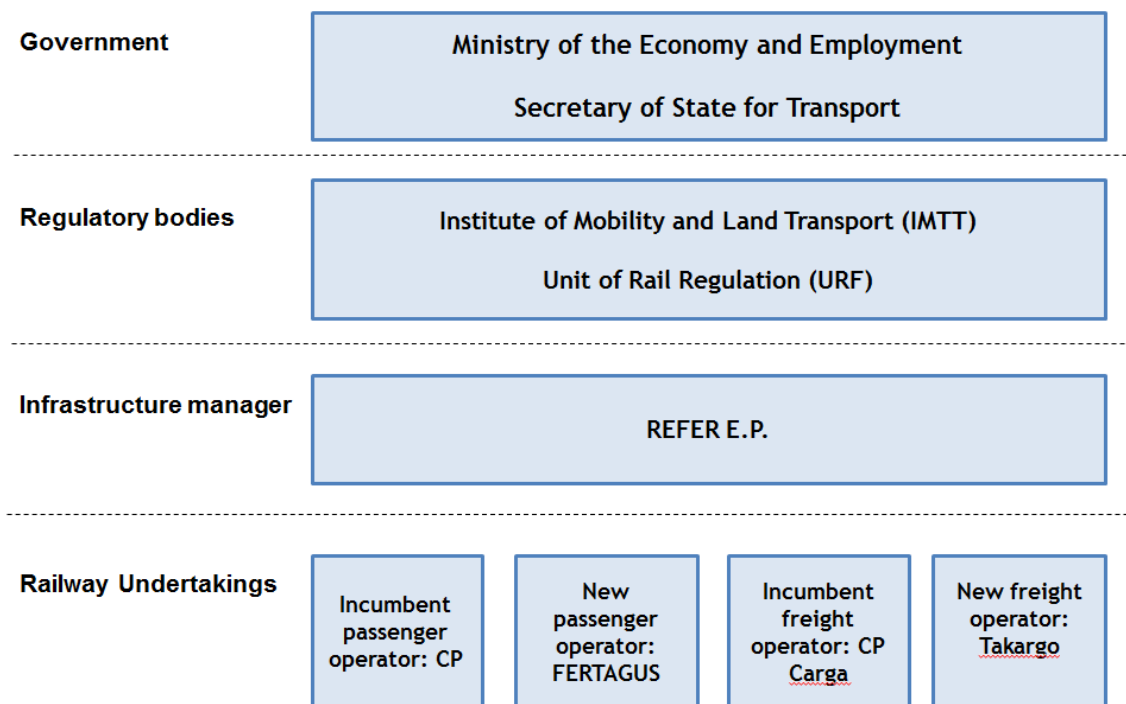 Government
Ministry of the Economy and Employment
Secretary of State for Transport
Regulatory bodies
Institute of Mobility and Land Transport (IMTT)
Unit of Rail Regulation (URF)
Infrastructure manager
REFER E.P.
Railway Undertakings
Incumbent
passenger
operator: CP
New
passenger
operator:
FERTAGUS
Incumbent
freight
operator: CP
Carga
New freight
operator:
Takargo